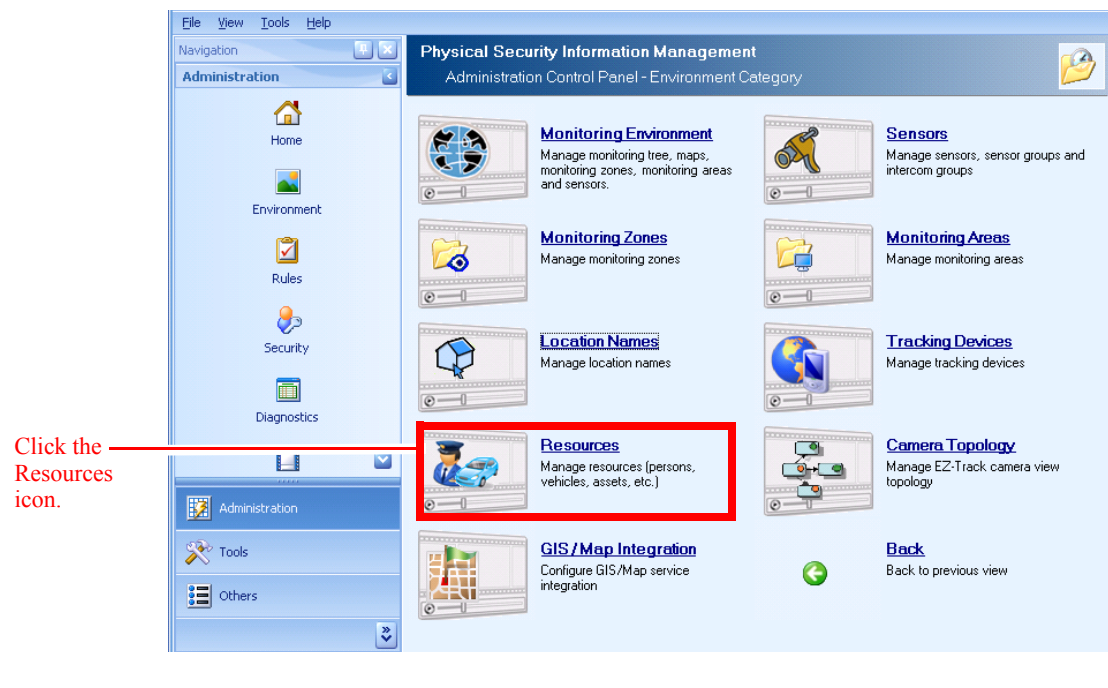 File View Tools Help
Navigation
Administration
Home
Environment
Rules
Security
Diagnostics
Administration
Tools
Others
Click the
Resources
icon.
Physical Security Information Management
Administration Control Panel - Environment Category
Monitoring Environment
Manage monitoring tree, maps,
monitoring zones, monitoring areas
and sensors.
Sensors
Manage sensors, sensor groups and
intercom groups
Monitoring Zones
Manage monitoring zones
Monitoring Areas
Manage monitoring areas
Location Names
Manage location names
Tracking Devices
Manage tracking devices
Resources
Manage resources (persons,
vehicles, assets, etc.)
Camera Topology
Manage EZ-Track camera view
topology
GIS/Map Integration
Configure GIS/Map service
integration
Back
Back to previous view